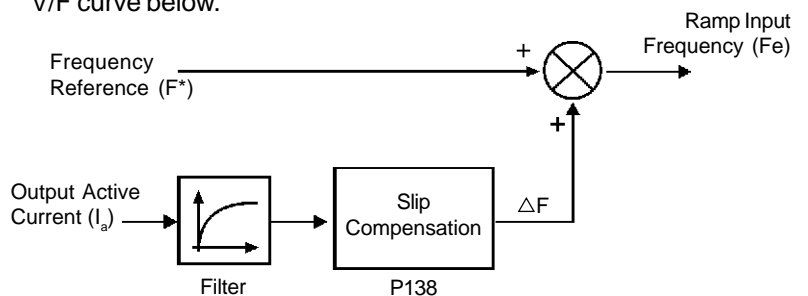 V/F curve below.
Ramp Input
Frequency (Fe)
Frequency
Reference (F*)
+
+
Output Active
Current (Iₐ)
Slip
Compensation
△F
Filter
P138